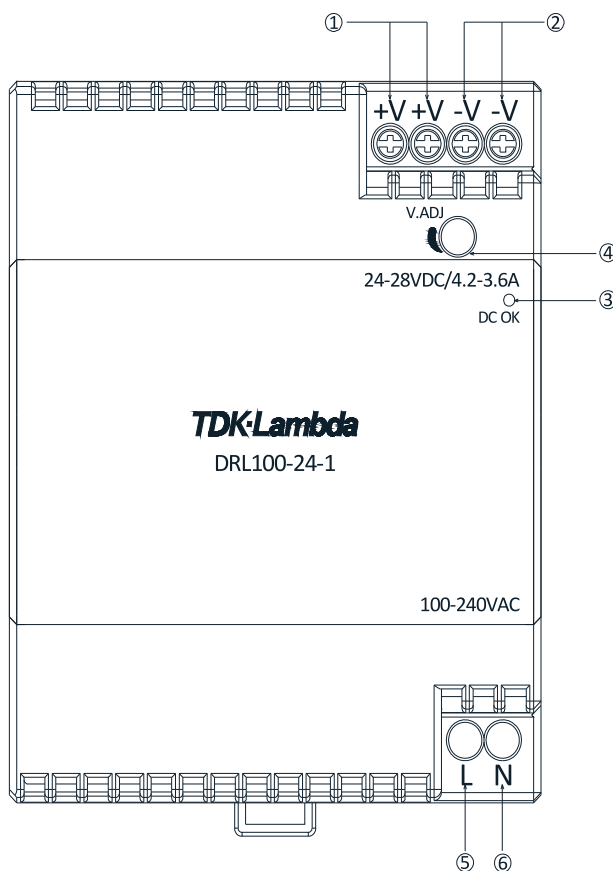 ① ②
+V +V -V -V
V.ADJ
④
24-28VDC/4.2-3.6A
③
DC OK
TDK·Lambda
DRL100-24-1
100-240VAC
L N
⑤ ⑥